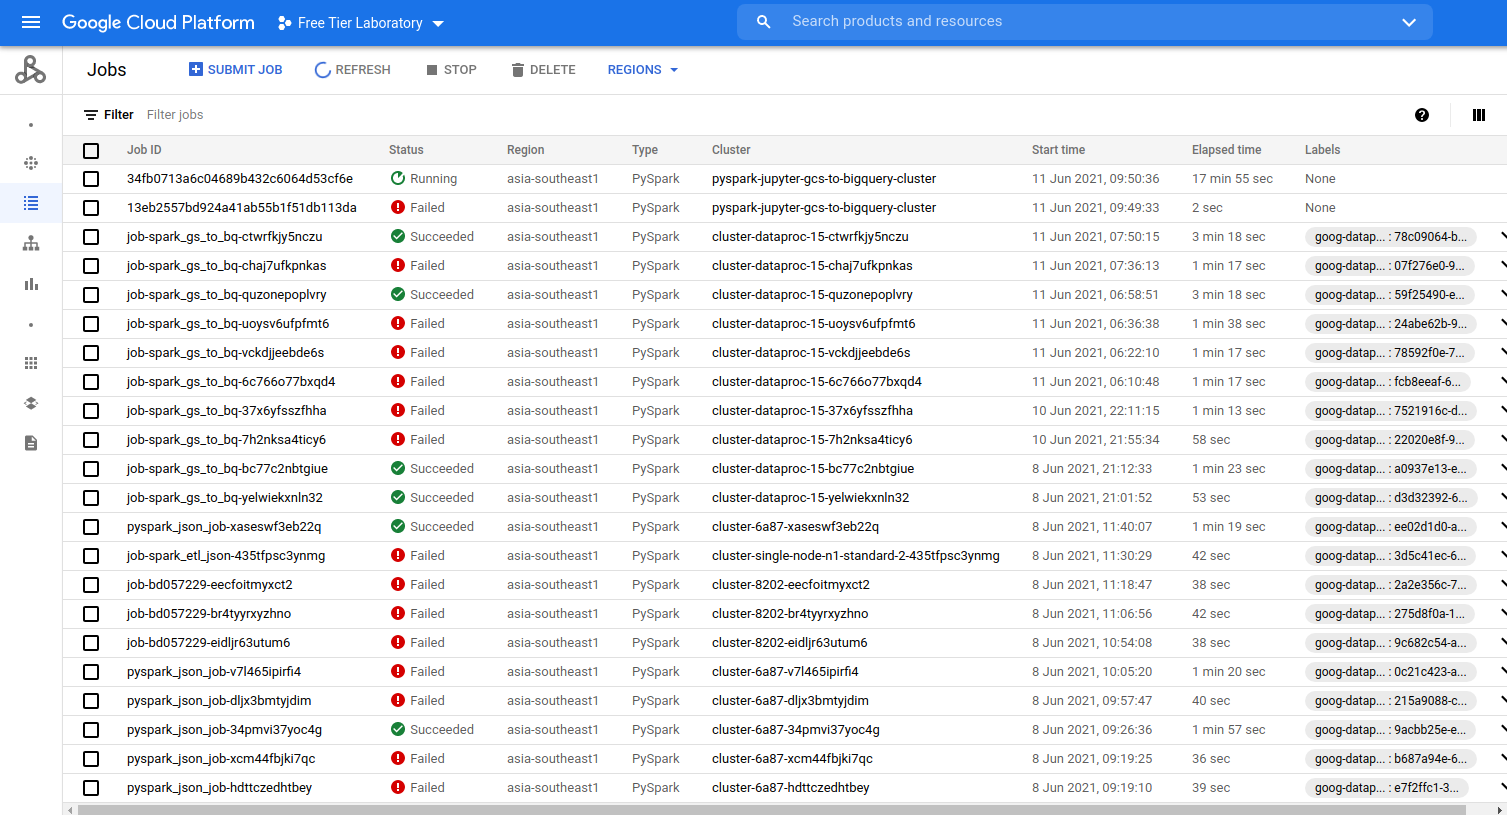 Google Cloud Platform Free Tier Laboratory Search products and resources
Jobs SUBMIT JOB REFRESH STOP DELETE REGIONS
Filter Filter jobs
Job ID Status Region Type Cluster Start time Elapsed time Labels
34fb0713a6c04689b432c6064d53cf6e Running asia-southeast1 PySpark pyspark-jupyter-gcs-to-bigquery-cluster 11 Jun 2021, 09:50:36 17 min 55 sec None
13eb2557bd924a41ab55b1f51db113da Failed asia-southeast1 PySpark pyspark-jupyter-gcs-to-bigquery-cluster 11 Jun 2021, 09:49:33 2 sec None
job-spark_gs_to_bq-ctwrfkjy5nczu Succeeded asia-southeast1 PySpark cluster-dataproc-15-ctwrfkjy5nczu 11 Jun 2021, 07:50:15 3 min 18 sec goog-datap... : 78c09064-b...
job-spark_gs_to_bq-chaj7ufkpnkas Failed asia-southeast1 PySpark cluster-dataproc-15-chaj7ufkpnkas 11 Jun 2021, 07:36:13 1 min 17 sec goog-datap... : 07f276e0-9...
job-spark_gs_to_bq-quzonepoplvry Succeeded asia-southeast1 PySpark cluster-dataproc-15-quzonepoplvry 11 Jun 2021, 06:58:51 3 min 18 sec goog-datap... : 59f25490-e...
job-spark_gs_to_bq-uoysv6ufpfmt6 Failed asia-southeast1 PySpark cluster-dataproc-15-uoysv6ufpfmt6 11 Jun 2021, 06:36:38 1 min 38 sec goog-datap... : 24abe62b-9...
job-spark_gs_to_bq-vckdjjeebde6s Failed asia-southeast1 PySpark cluster-dataproc-15-vckdjjeebde6s 11 Jun 2021, 06:22:10 1 min 17 sec goog-datap... : 78592f0e-7...
job-spark_gs_to_bq-6c766o77bxqd4 Failed asia-southeast1 PySpark cluster-dataproc-15-6c766o77bxqd4 11 Jun 2021, 06:10:48 1 min 17 sec goog-datap... : fcb8eeaf-6...
job-spark_gs_to_bq-37x6yfsszfhha Failed asia-southeast1 PySpark cluster-dataproc-15-37x6yfsszfhha 10 Jun 2021, 22:11:15 1 min 13 sec goog-datap... : 7521916c-d...
job-spark_gs_to_bq-7h2nksa4ticy6 Failed asia-southeast1 PySpark cluster-dataproc-15-7h2nksa4ticy6 10 Jun 2021, 21:55:34 58 sec goog-datap... : 22020e8f-9...
job-spark_gs_to_bq-bc77c2nbtgiue Succeeded asia-southeast1 PySpark cluster-dataproc-15-bc77c2nbtgiue 8 Jun 2021, 21:12:33 1 min 23 sec goog-datap... : a0937e13-e...
job-spark_gs_to_bq-yelwiekxnln32 Succeeded asia-southeast1 PySpark cluster-dataproc-15-yelwiekxnln32 8 Jun 2021, 21:01:52 53 sec goog-datap... : d3d32392-6...
pyspark_json_job-xaseswf3eb22q Succeeded asia-southeast1 PySpark cluster-6a87-xaseswf3eb22q 8 Jun 2021, 11:40:07 1 min 19 sec goog-datap... : ee02d1d0-a...
job-spark_etl_json-435tfpsc3ynmg Failed asia-southeast1 PySpark cluster-single-node-n1-standard-2-435tfpsc3ynmg 8 Jun 2021, 11:30:29 42 sec goog-datap... : 3d5c41ec-6...
job-bd057229-eecfoitmyxct2 Failed asia-southeast1 PySpark cluster-8202-eecfoitmyxct2 8 Jun 2021, 11:18:47 38 sec goog-datap... : 2a2e356c-7...
job-bd057229-br4tyyrxyzhno Failed asia-southeast1 PySpark cluster-8202-br4tyyrxyzhno 8 Jun 2021, 11:06:56 42 sec goog-datap... : 275d8f0a-1...
job-bd057229-eidljr63utum6 Failed asia-southeast1 PySpark cluster-8202-eidljr63utum6 8 Jun 2021, 10:54:08 38 sec goog-datap... : 9c682c54-a...
pyspark_json_job-v7l465ipirfi4 Failed asia-southeast1 PySpark cluster-6a87-v7l465ipirfi4 8 Jun 2021, 10:05:20 1 min 20 sec goog-datap... : 0c21c423-a...
pyspark_json_job-dljx3bmtyjdim Failed asia-southeast1 PySpark cluster-6a87-dljx3bmtyjdim 8 Jun 2021, 09:57:47 40 sec goog-datap... : 215a9088-c...
pyspark_json_job-34pmvi37yoc4g Succeeded asia-southeast1 PySpark cluster-6a87-34pmvi37yoc4g 8 Jun 2021, 09:26:36 1 min 57 sec goog-datap... : 9acbb25e-e...
pyspark_json_job-xcm44fbjki7qc Failed asia-southeast1 PySpark cluster-6a87-xcm44fbjki7qc 8 Jun 2021, 09:19:25 36 sec goog-datap... : b687a94e-6...
pyspark_json_job-hdttczedhtbey Failed asia-southeast1 PySpark cluster-6a87-hdttczedhtbey 8 Jun 2021, 09:19:10 39 sec goog-datap... : e7f2ffc1-3...